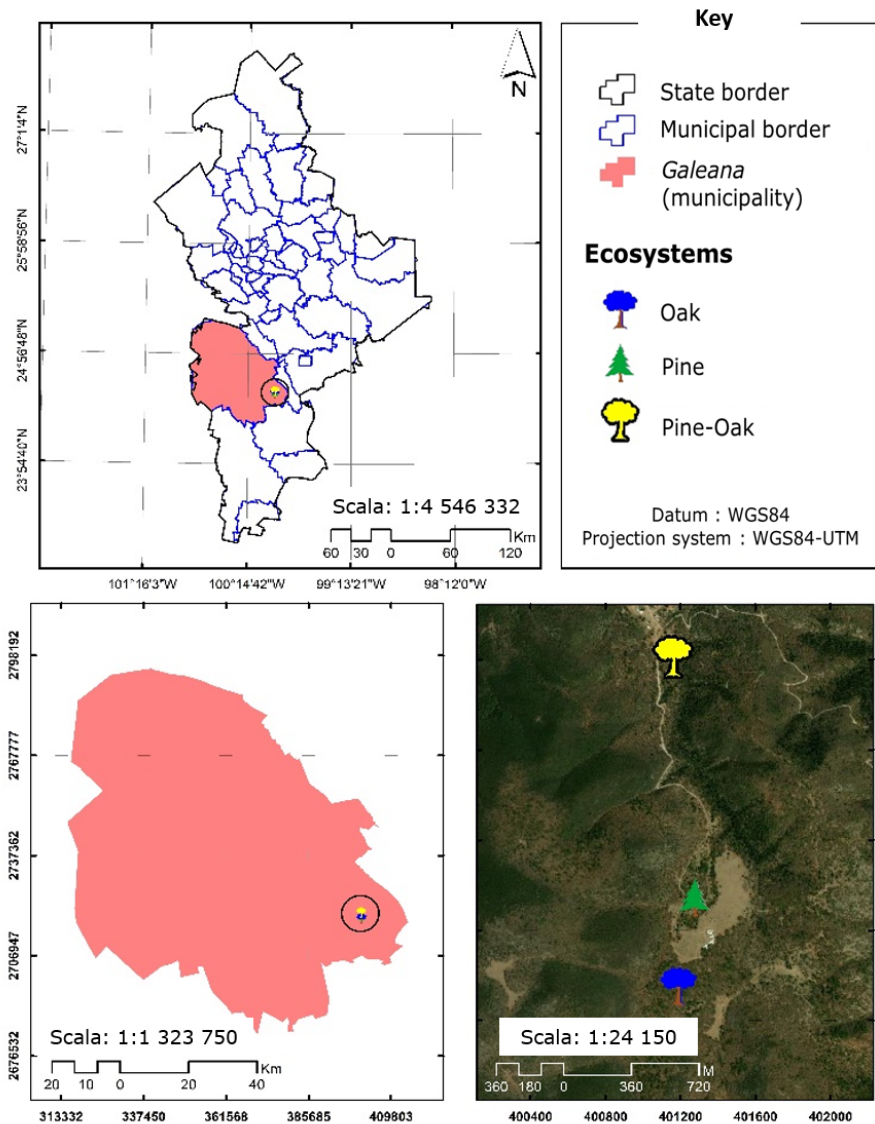 N
27°1'4"N
25°58'56"N
24°56'48"N
23°54'40"N
Scala: 1:4 546 332
60 30 0 60 120 Km
101°16'3"W 100°14'42"W 99°13'21"W 98°12'0"W
Key
State border
Municipal border
Galeana
(municipality)
Ecosystems
Oak
Pine
Pine-Oak
Datum : WGS84
Projection system : WGS84-UTM
2798192
2767777
2737362
2706947
2676532
Scala: 1:1 323 750
20 10 0 20 40 Km
313332 337450 361568 385685 409803
Scala: 1:24 150
360 180 0 360 720 M
400400 400800 401200 401600 402000